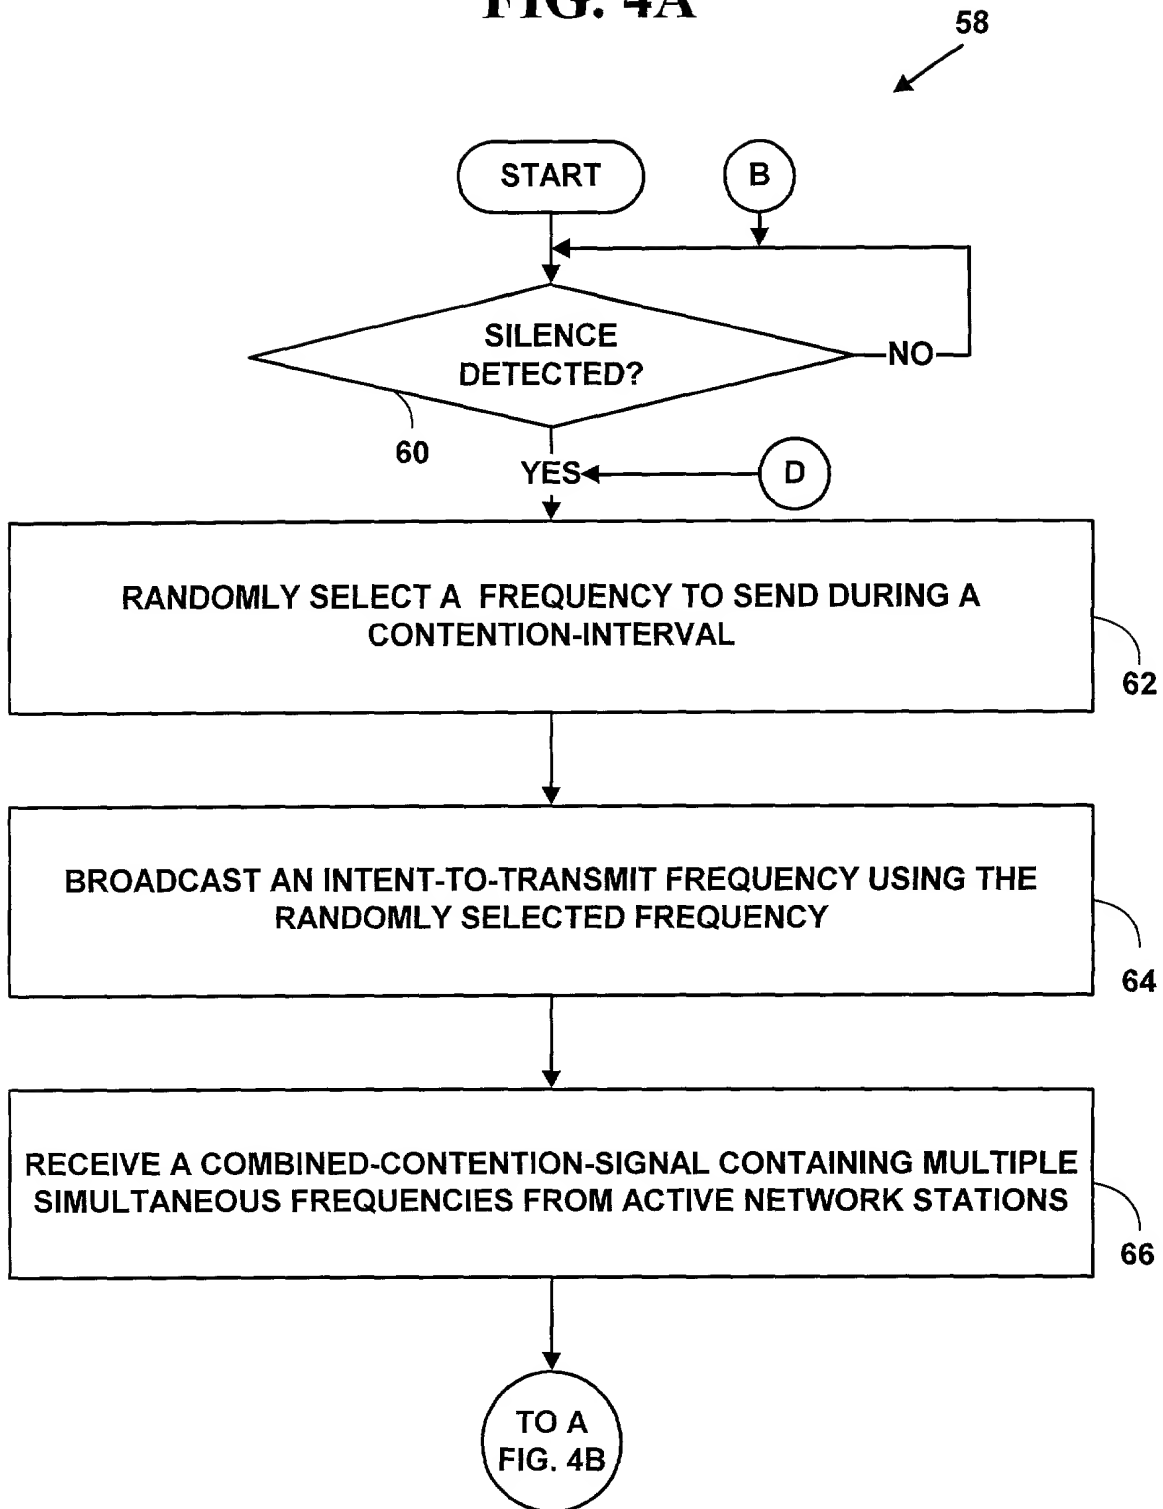 FIG. 4A
58
START
B
SILENCE
DETECTED?
NO
60
YES
D
RANDOMLY SELECT A FREQUENCY TO SEND DURING A
CONTENTION-INTERVAL
62
BROADCAST AN INTENT-TO-TRANSMIT FREQUENCY USING THE
RANDOMLY SELECTED FREQUENCY
64
RECEIVE A COMBINED-CONTENTION-SIGNAL CONTAINING MULTIPLE
SIMULTANEOUS FREQUENCIES FROM ACTIVE NETWORK STATIONS
66
TO A
FIG. 4B